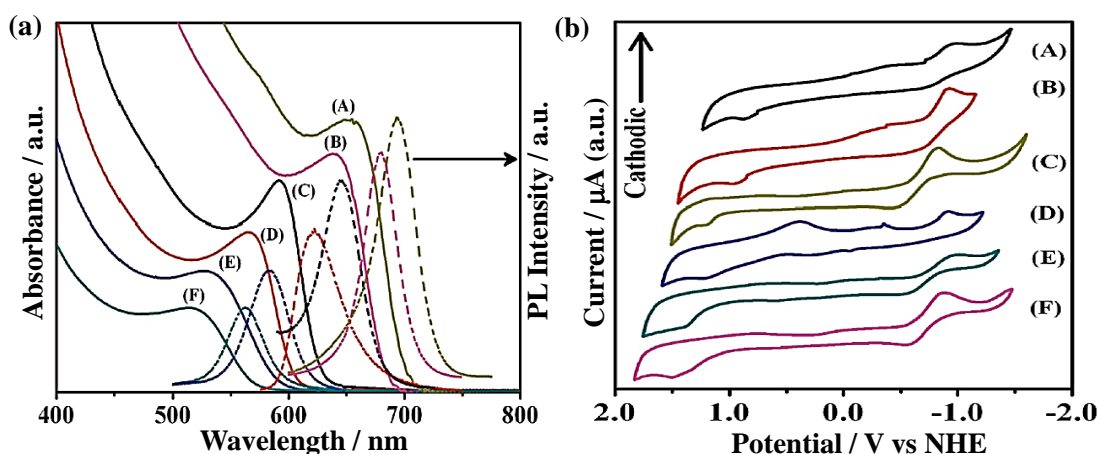 (a)
Absorbance / a.u.
(A)
(B)
(C)
(D)
(E)
(F)
PL Intensity / a.u.
400 500 600 700 800
Wavelength / nm
(b)
Current / μA (a.u.)
Cathodic
(A)
(B)
(C)
(D)
(E)
(F)
2.0 1.0 0.0 -1.0 -2.0
Potential / V vs NHE